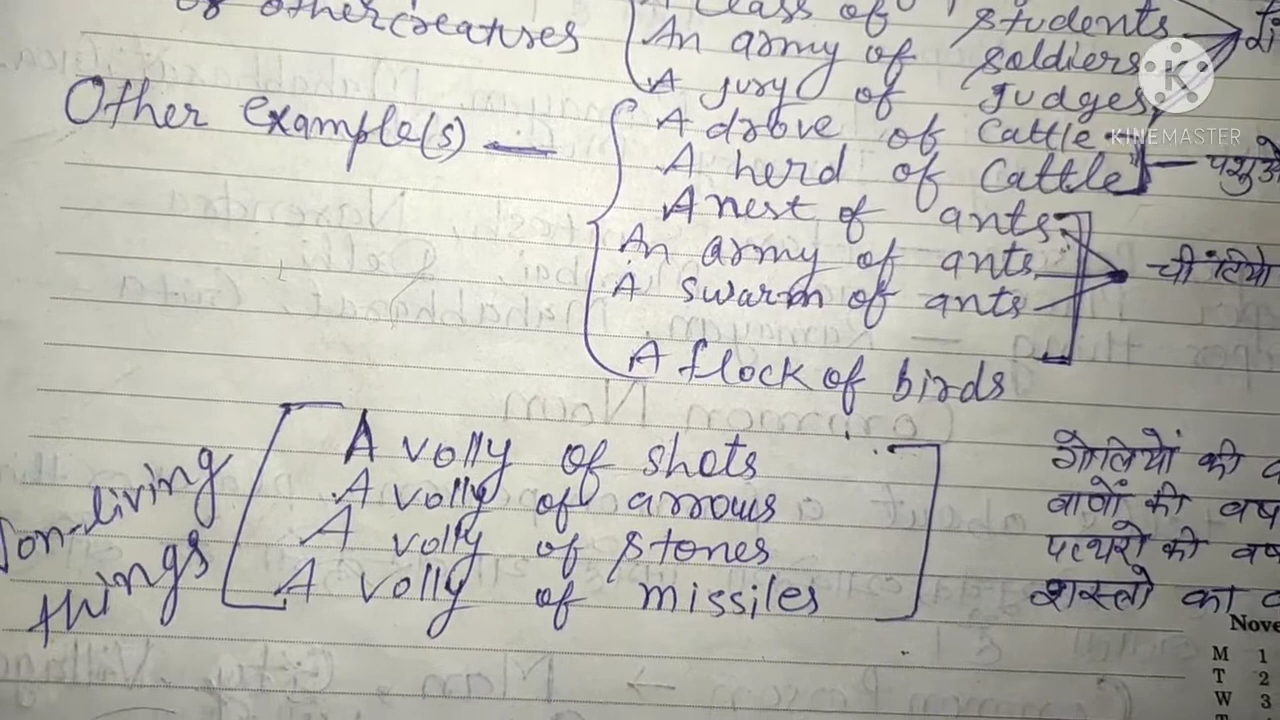 of other creatures
A class of students
An army of soldiers
A jury of Judges
Other example(s) —
A drove of cattle
A herd of cattle
A nest of ants
An army of ants
A swarm of ants
A flock of birds
KINEMASTER
चींटियो
Non-living things
A volly of shots
गोलियों की
A volly of arrows
बाणों की
A volly of stones
पत्थरो की
A volly of missiles
शस्त्रो का
Nove
M 1
T 2
W 3